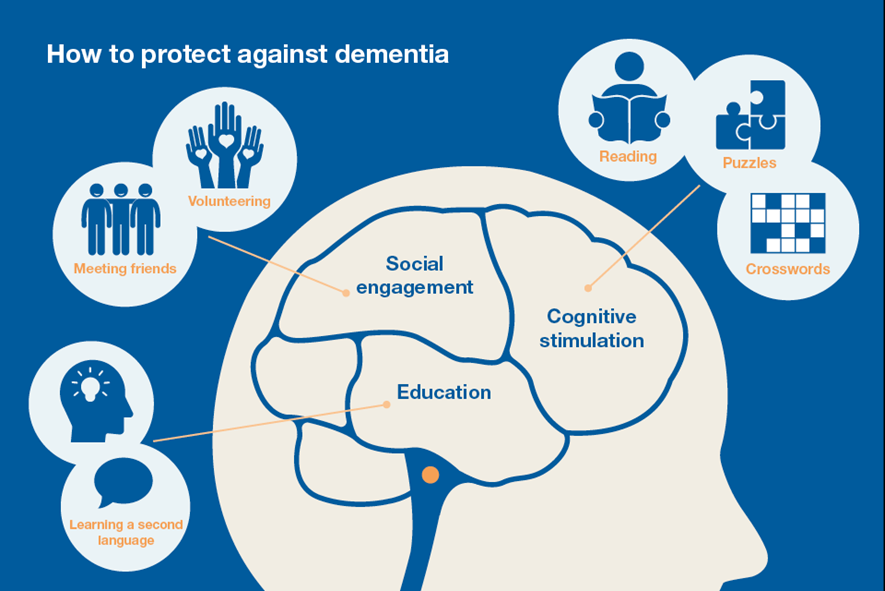 How to protect against dementia
Volunteering
Meeting friends
Reading
Puzzles
Crosswords
Social
engagement
Cognitive
stimulation
Education
Learning a second
language